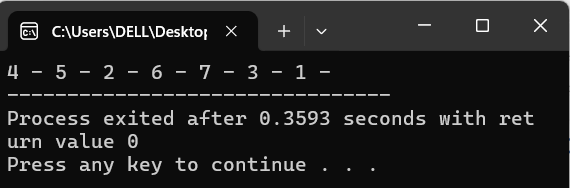 C:\Users\DELL\Desktop
4 - 5 - 2 - 6 - 7 - 3 - 1 -
--------------------------------
Process exited after 0.3593 seconds with ret
urn value 0
Press any key to continue . . .